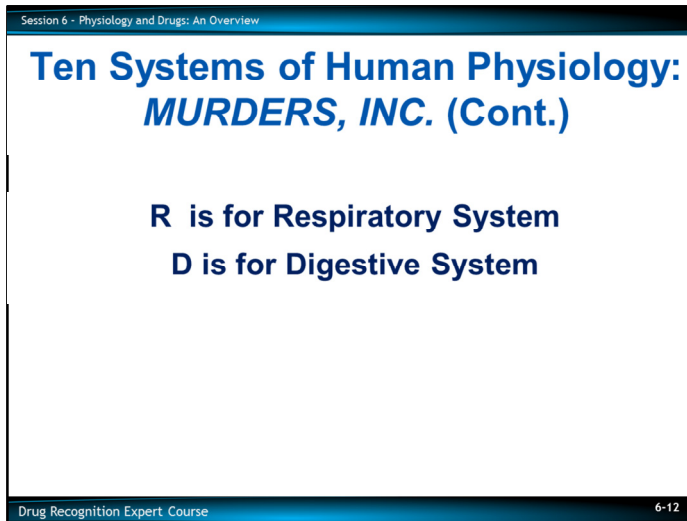 Session 6 - Physiology and Drugs: An Overview
Ten Systems of Human Physiology:
MURDERS, INC. (Cont.)
R is for Respiratory System
D is for Digestive System
Drug Recognition Expert Course
6-12